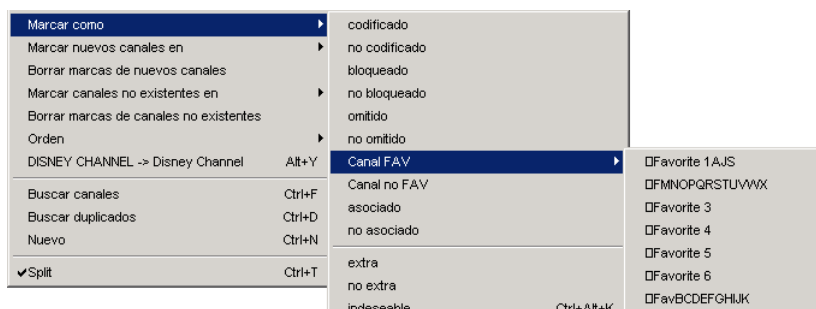 Marcar como
Marcar nuevos canales en
Borrar marcas de nuevos canales
Marcar canales no existentes en
Borrar marcas de canales no existentes
Orden
DISNEY CHANNEL -> Disney Channel Alt+Y
Buscar canales Ctrl+F
Buscar duplicados Ctrl+D
Nuevo Ctrl+N
Split Ctrl+T
codificado
no codificado
bloqueado
no bloqueado
omitido
no omitido
Canal FAV
Canal no FAV
asociado
no asociado
extra
no extra
indeseable Ctrl+Alt+K
Favorite 1AJS
FMNOPQRSTUVWX
Favorite 3
Favorite 4
Favorite 5
Favorite 6
FavBCDEFGHIJK